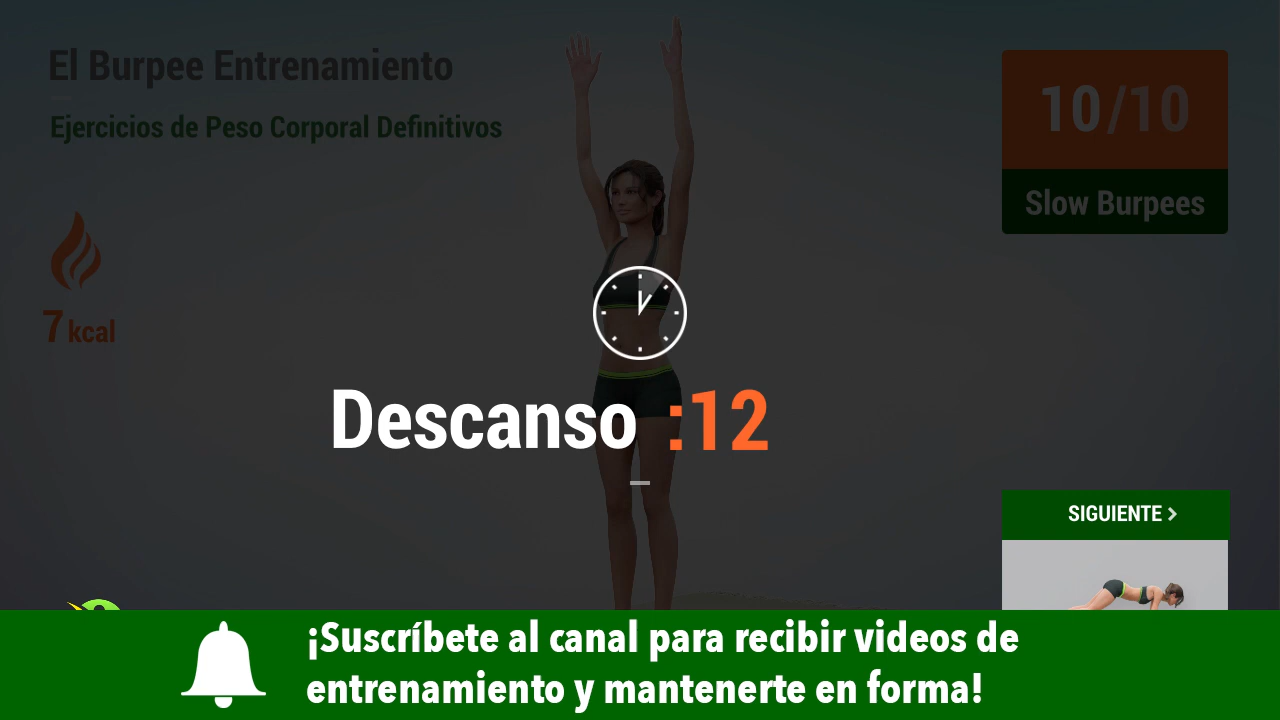 El Burpee Entrenamiento
Ejercicios de Peso Corporal Definitivos
10/10
Slow Burpees
7 kcal
Descanso :12
SIGUIENTE >
¡Suscríbete al canal para recibir videos de
entrenamiento y mantenerte en forma!